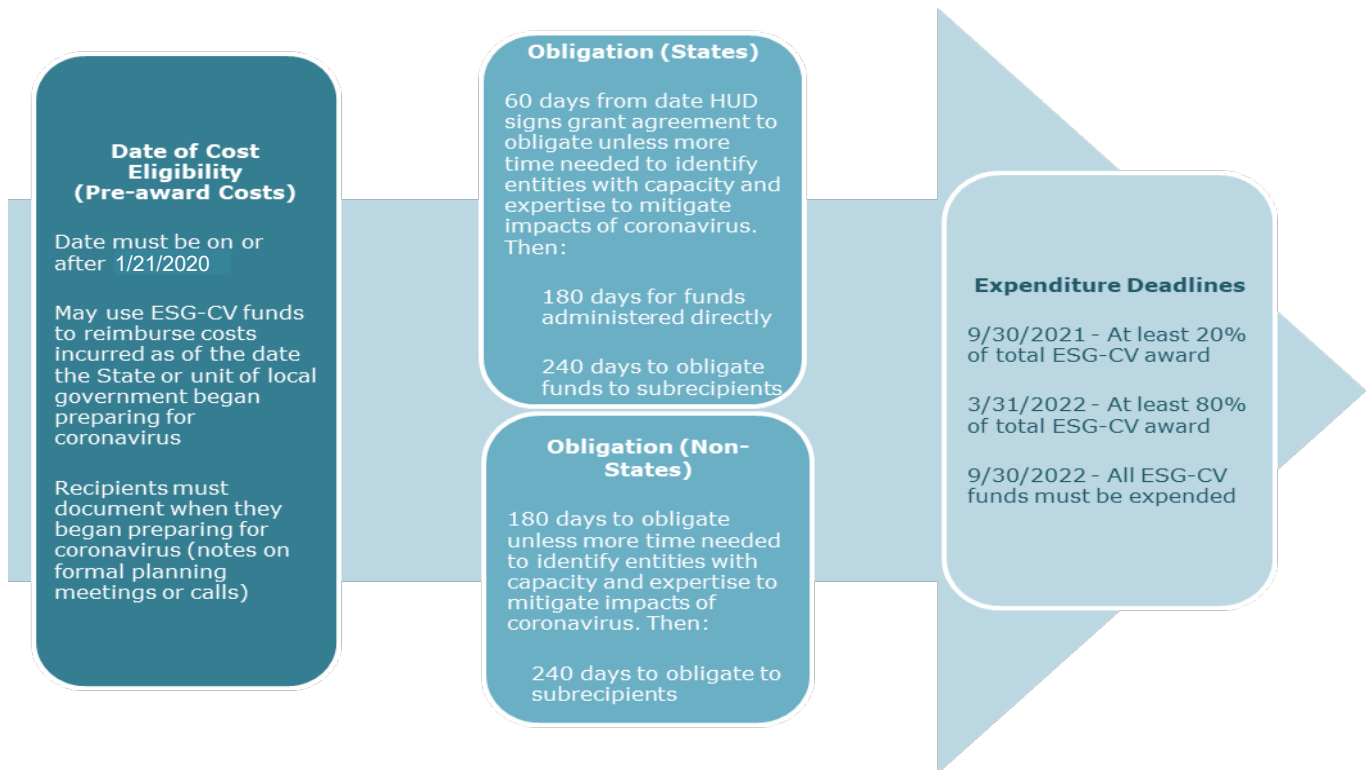 Date of Cost
Eligibility
(Pre-award Costs)
Date must be on or
after 1/21/2020
May use ESG-CV funds
to reimburse costs
incurred as of the date
the State or unit of local
government began
preparing for
coronavirus
Recipients must
document when they
began preparing for
coronavirus (notes on
formal planning
meetings or calls)
Obligation (States)
60 days from date HUD
signs grant agreement to
obligate unless more
time needed to identify
entities with capacity and
expertise to mitigate
impacts of coronavirus.
Then:
180 days for funds
administered directly
240 days to obligate
funds to subrecipients
Obligation (Non-
States)
180 days to obligate
unless more time needed
to identify entities with
capacity and expertise to
mitigate impacts of
coronavirus. Then:
240 days to obligate to
subrecipients
Expenditure Deadlines
9/30/2021 - At least 20%
of total ESG-CV award
3/31/2022 - At least 80%
of total ESG-CV award
9/30/2022 - All ESG-CV
funds must be expended